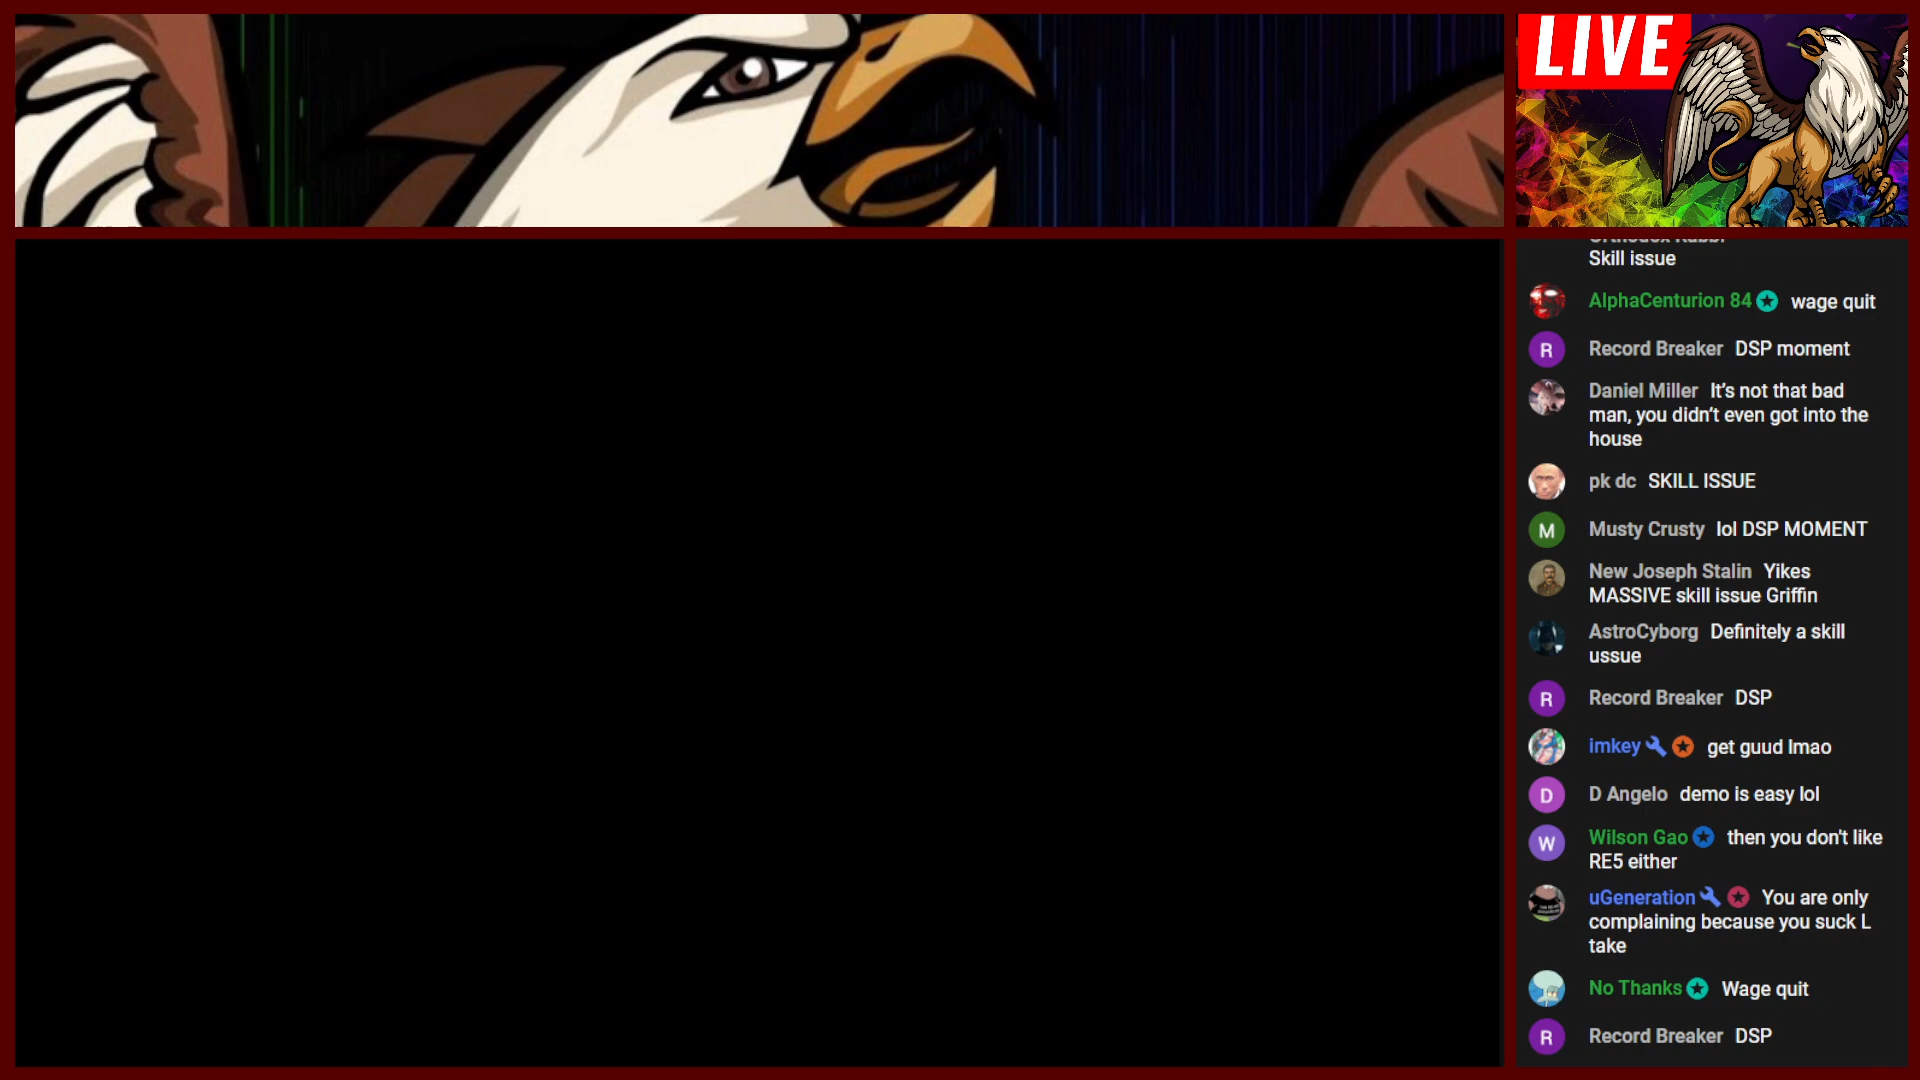 LIVE
Skill issue
AlphaCenturion 84 wage quit
Record Breaker DSP moment
Daniel Miller It's not that bad
man, you didn't even got into the
house
pk dc SKILL ISSUE
M Musty Crusty lol DSP MOMENT
New Joseph Stalin Yikes
MASSIVE skill issue Griffin
AstroCyborg Definitely a skill
ussue
R Record Breaker DSP
imkey get guud lmao
D D Angelo demo is easy lol
W Wilson Gao then you don't like
RE5 either
uGeneration You are only
complaining because you suck L
take
No Thanks Wage quit
R Record Breaker DSP